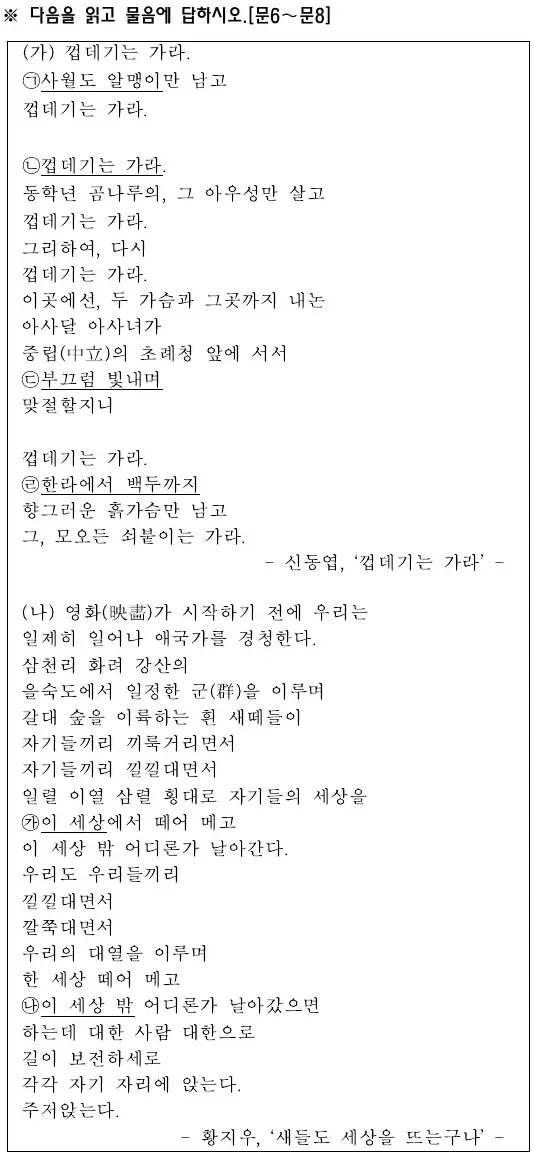 ※ 다음을 읽고 물음에 답하시오.[문6～문8]
(가) 껍데기는 가라.
㉠사월도 알맹이만 남고
껍데기는 가라.
㉡껍데기는 가라.
동학년 곰나루의, 그 아우성만 살고
껍데기는 가라.
그리하여, 다시
껍데기는 가라.
이곳에선, 두 가슴과 그곳까지 내논
아사달 아사녀가
중립(中立)의 초례청 앞에 서서
㉢부끄럼 빛내며
맞절할지니
껍데기는 가라.
㉣한라에서 백두까지
향그러운 흙가슴만 남고
그, 모오든 쇠붙이는 가라.
- 신동엽, ‘껍데기는 가라’ -
(나) 영화(映畵)가 시작하기 전에 우리는
일제히 일어나 애국가를 경청한다.
삼천리 화려 강산의
을숙도에서 일정한 군(群)을 이루며
갈대 숲을 이륙하는 흰 새떼들이
자기들끼리 끼룩거리면서
자기들끼리 낄낄대면서
일렬 이열 삼렬 횡대로 자기들의 세상을
㉮이 세상에서 떼어 메고
이 세상 밖 어디론가 날아간다.
우리도 우리들끼리
낄낄대면서
깔쭉대면서
우리의 대열을 이루며
한 세상 떼어 메고
㉯이 세상 밖 어디론가 날아갔으면
하는데 대한 사람 대한으로
길이 보전하세로
각각 자기 자리에 앉는다.
주저앉는다.
- 황지우, ‘새들도 세상을 뜨는구나’ -